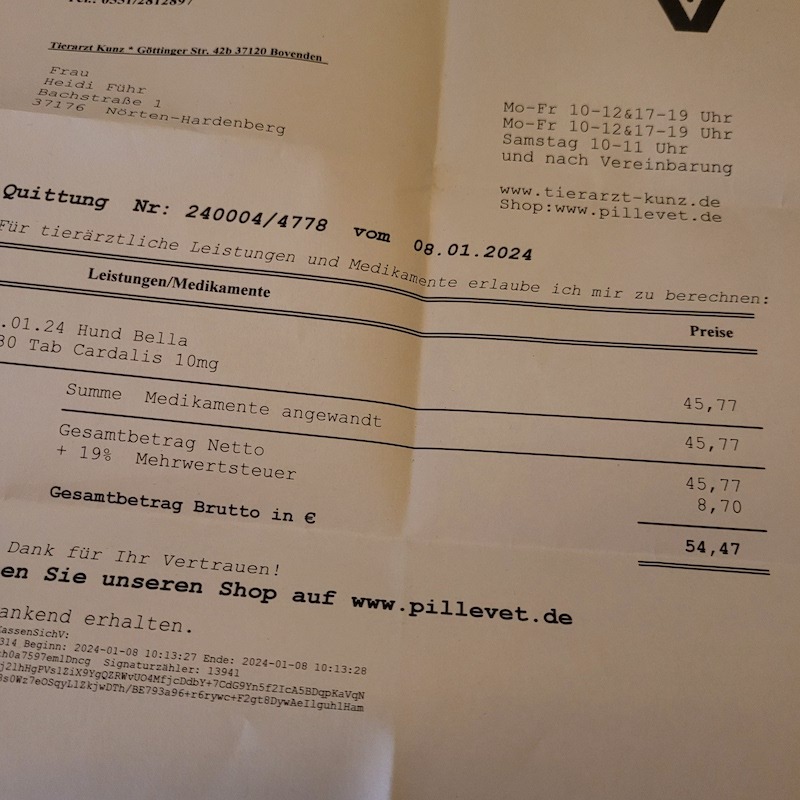 Tierarzt Kunz * Göttinger Str. 42b 37120 Bovenden
Frau
Heidi Führ
Bachstraße 1
37176 Nörten-Hardenberg
Mo-Fr 10-12&17-19 Uhr
Mo-Fr 10-12&17-19 Uhr
Samstag 10-11 Uhr
und nach Vereinbarung
www.tierarzt-kunz.de
Shop:www.pillevet.de
Quittung Nr: 240004/4778 vom 08.01.2024
Für tierärztliche Leistungen und Medikamente erlaube ich mir zu berechnen:
Leistungen/Medikamente Preise
.01.24 Hund Bella
30 Tab Cardalis 10mg 45,77
Summe Medikamente angewandt 45,77
Gesamtbetrag Netto 45,77
+ 19% Mehrwertsteuer 8,70
Gesamtbetrag Brutto in € 54,47
Dank für Ihr Vertrauen!
en Sie unseren Shop auf www.pillevet.de
ankend erhalten.
KassenSichV:
314 Beginn: 2024-01-08 10:13:27 Ende: 2024-01-08 10:13:28
Signaturzähler: 13941